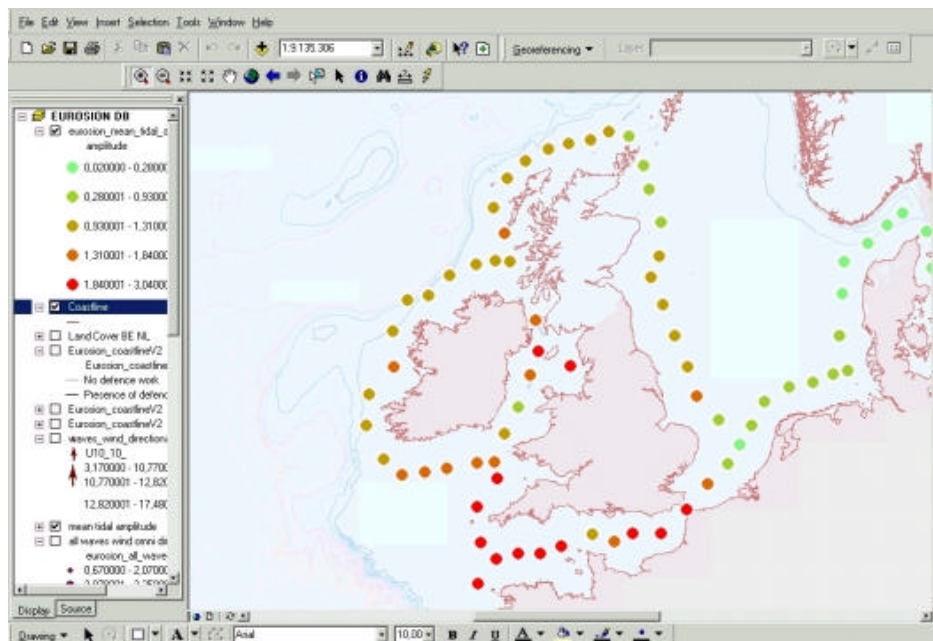 File Edit View Insert Selection Tools Window Help
1:9.135.306 Georeferencing Layer:
EUROSION DB
eurosion_mean_tidal_
amplitude
0,020000 - 0,28000
0,280001 - 0,93000
0,930001 - 1,31000
1,310001 - 1,84000
1,840001 - 3,04000
Coastline
Land Cover BE NL
Eurosion_coastlineV2
Eurosion_coastline
No defence work
Presence of defenc
Eurosion_coastlineV2
Eurosion_coastlineV2
waves_wind_direction
U10_10_
3,170000 - 10,7700
10,770001 - 12,820
12,820001 - 17,480
mean tidal amplitude
all waves wind omni di
eurosion_all_wave
0,670000 - 2,0700
Display Source
Drawing Arial 10,00 B I U A